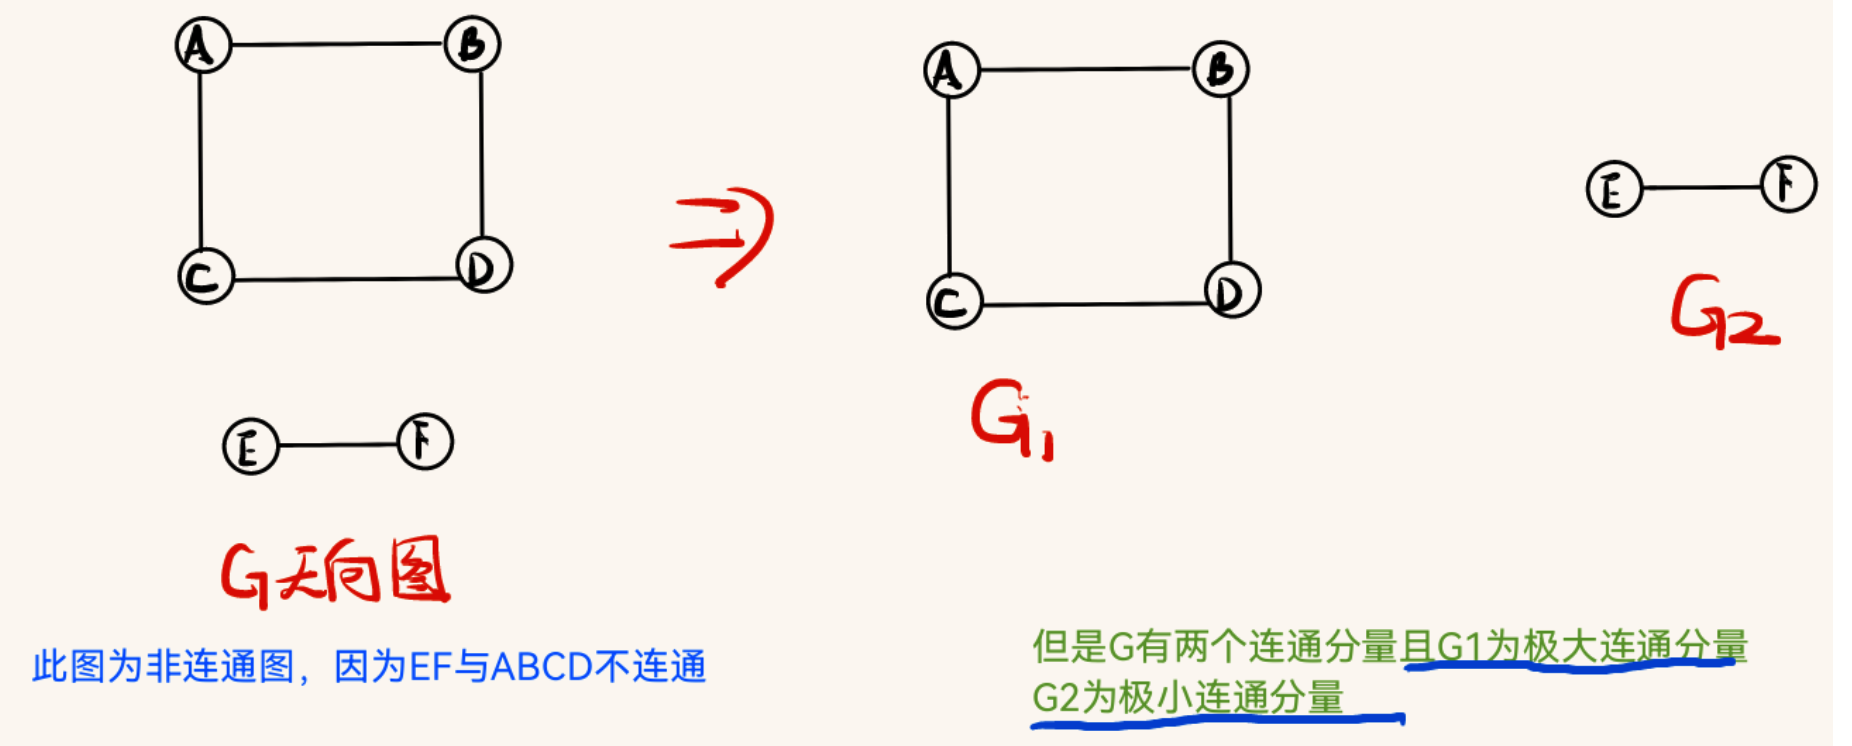 A B
C D
E F
G无向图
此图为非连通图，因为EF与ABCD不连通
A B
C D
G1
E F
G2
但是G有两个连通分量且G1为极大连通分量
G2为极小连通分量